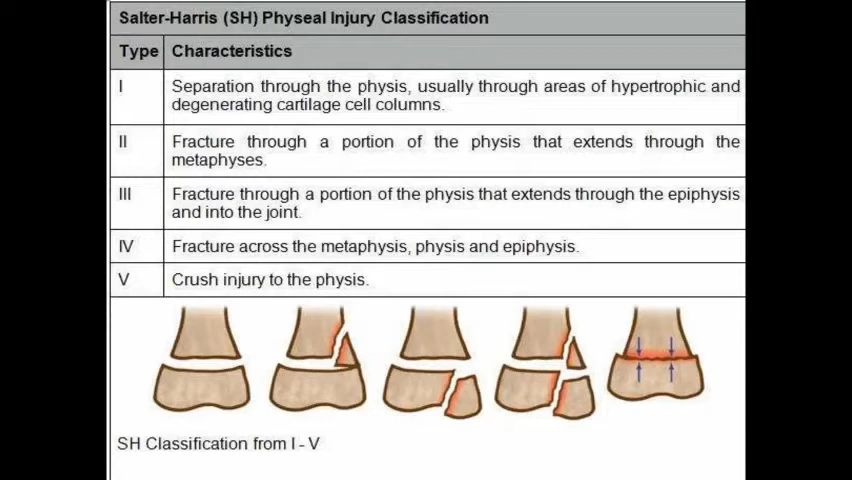 Salter-Harris (SH) Physeal Injury Classification
Type Characteristics
I Separation through the physis, usually through areas of hypertrophic and
degenerating cartilage cell columns.
II Fracture through a portion of the physis that extends through the
metaphyses.
III Fracture through a portion of the physis that extends through the epiphysis
and into the joint.
IV Fracture across the metaphysis, physis and epiphysis.
V Crush injury to the physis.
SH Classification from I - V